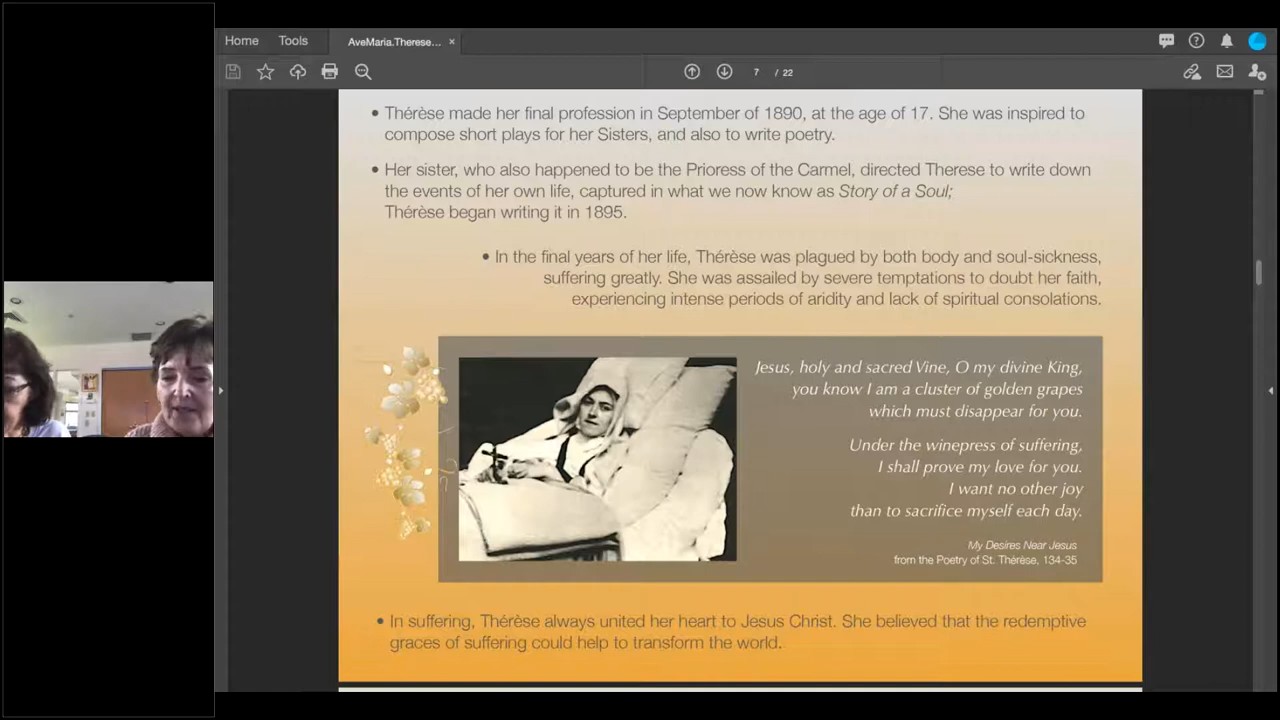 Home
Tools
AveMaria.Therese... ×
7 / 22
• Thérèse made her final profession in September of 1890, at the age of 17. She was inspired to
compose short plays for her Sisters, and also to write poetry.
• Her sister, who also happened to be the Prioress of the Carmel, directed Therese to write down
the events of her own life, captured in what we now know as Story of a Soul;
Thérèse began writing it in 1895.
• In the final years of her life, Thérèse was plagued by both body and soul-sickness,
suffering greatly. She was assailed by severe temptations to doubt her faith,
experiencing intense periods of aridity and lack of spiritual consolations.
Jesus, holy and sacred Vine, O my divine King,
you know I am a cluster of golden grapes
which must disappear for you.
Under the winepress of suffering,
I shall prove my love for you.
I want no other joy
than to sacrifice myself each day.
My Desires Near Jesus
from the Poetry of St. Thérèse, 134-35
• In suffering, Thérèse always united her heart to Jesus Christ. She believed that the redemptive
graces of suffering could help to transform the world.